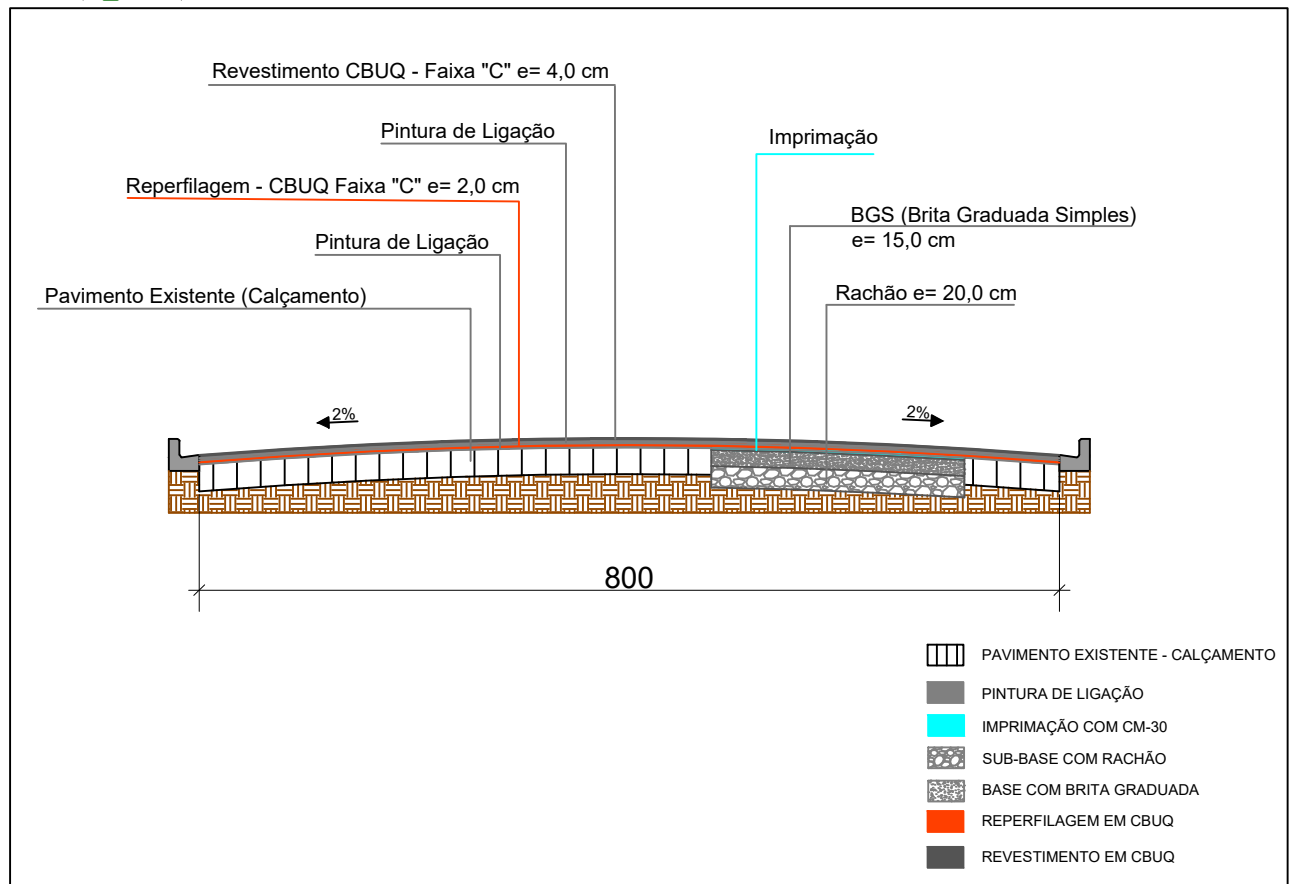 Revestimento CBUQ - Faixa "C" e= 4,0 cm
Pintura de Ligação
Imprimação
Reperfilagem - CBUQ Faixa "C" e= 2,0 cm
BGS (Brita Graduada Simples)
e= 15,0 cm
Pintura de Ligação
Pavimento Existente (Calçamento)
Rachão e= 20,0 cm
2%
2%
800
PAVIMENTO EXISTENTE - CALÇAMENTO
PINTURA DE LIGAÇÃO
IMPRIMAÇÃO COM CM-30
SUB-BASE COM RACHÃO
BASE COM BRITA GRADUADA
REPERFILAGEM EM CBUQ
REVESTIMENTO EM CBUQ